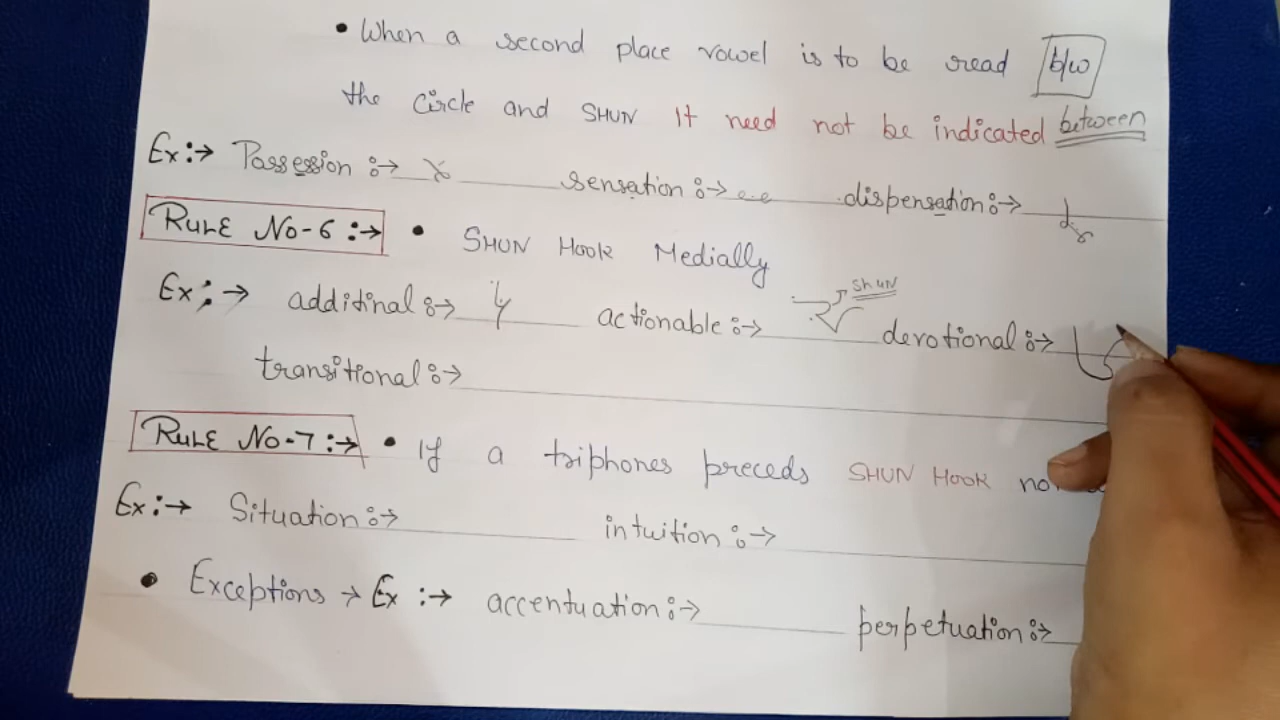 • When a second place vowel is to be read b/w
the circle and SHUN It need not be indicated between
Ex:→ Possession :→ sensation :→ dispensation :→
RULE No-6 :→ • SHUN Hook Medially
Ex:→ additinal :→ actionable :→ SHUN devotional :→
transitional :→
RULE No-7 :→ • If a triphones preceds SHUN HOOK
Ex:→ Situation :→ intuition :→
• Exceptions → Ex :→ accentuation :→ perpetuation :→